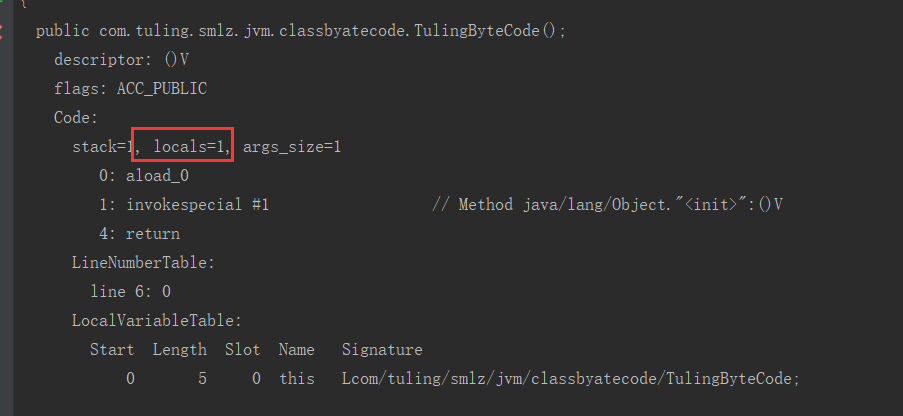 {
public com.tuling.smlz.jvm.classbyatecode.TulingByteCode();
descriptor: ()V
flags: ACC_PUBLIC
Code:
stack=1, locals=1, args_size=1
0: aload_0
1: invokespecial #1 // Method java/lang/Object."<init>":()V
4: return
LineNumberTable:
line 6: 0
LocalVariableTable:
Start Length Slot Name Signature
0 5 0 this Lcom/tuling/smlz/jvm/classbyatecode/TulingByteCode;